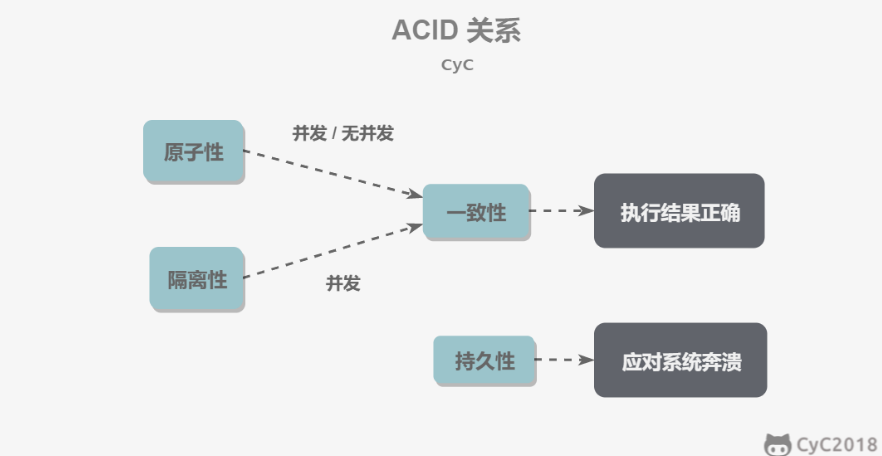 ACID 关系
CyC
原子性
并发 / 无并发
一致性
执行结果正确
隔离性
并发
持久性
应对系统奔溃
CyC2018